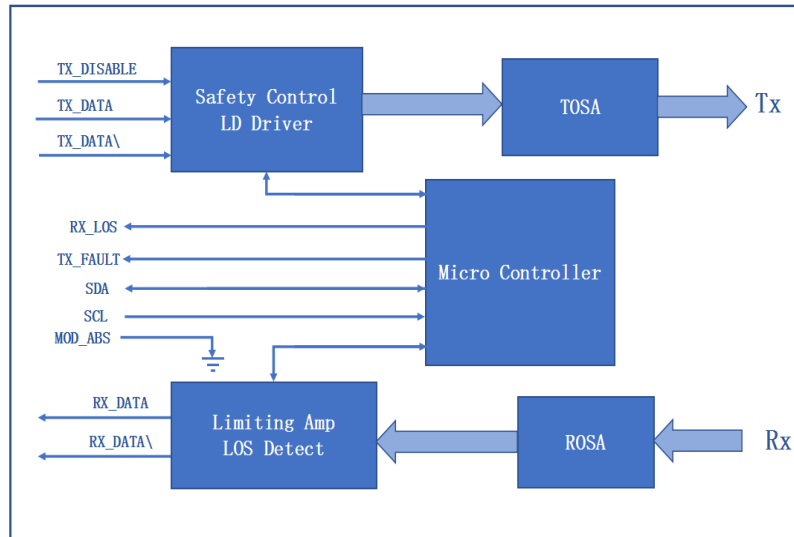 TX_DISABLE
TX_DATA
TX_DATA\
Safety Control
LD Driver
TOSA
Tx
RX_LOS
TX_FAULT
SDA
SCL
MOD_ABS
Micro Controller
RX_DATA
RX_DATA\
Limiting Amp
LOS Detect
ROSA
Rx